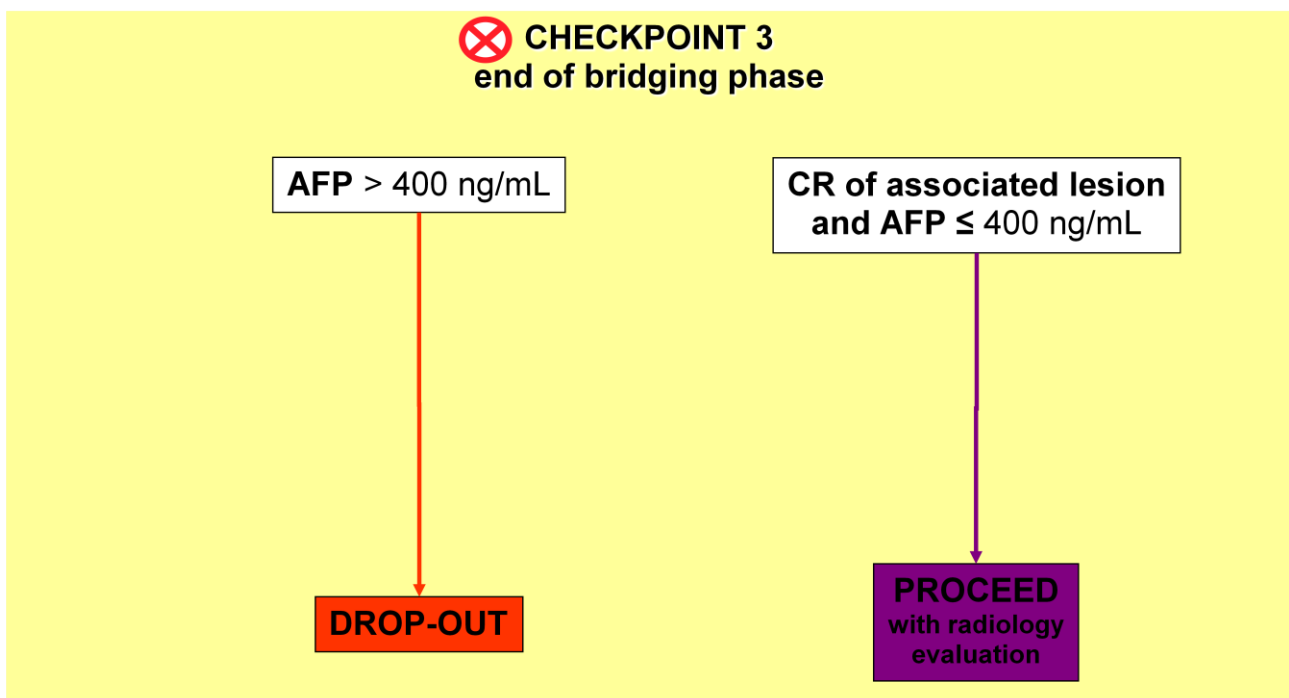 CHECKPOINT 3
end of bridging phase
AFP > 400 ng/mL
CR of associated lesion
and AFP ≤ 400 ng/mL
DROP-OUT
PROCEED
with radiology
evaluation